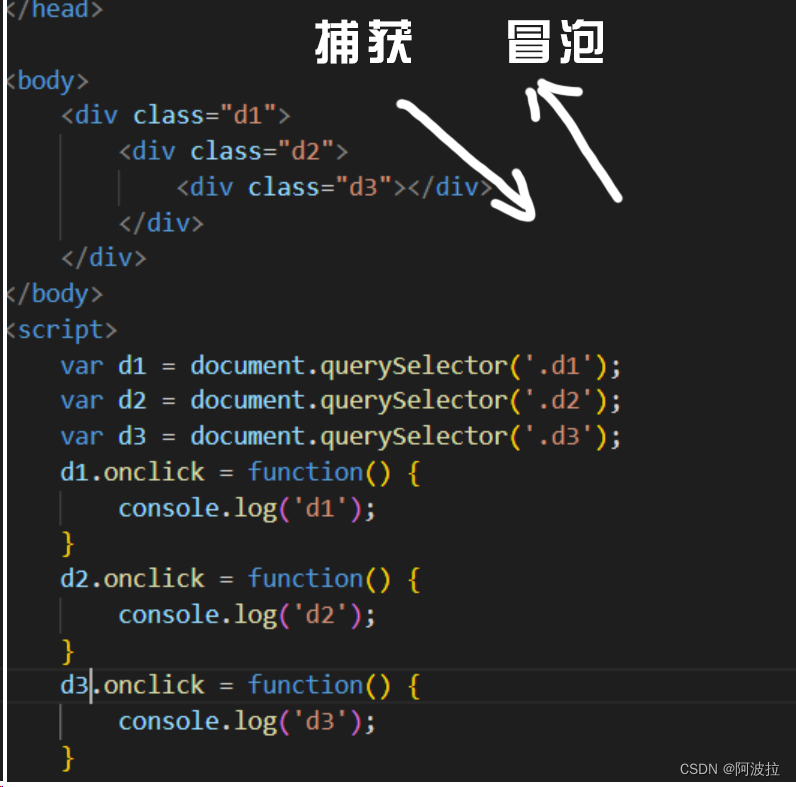 </head>
捕获 冒泡
<body>
<div class="d1">
<div class="d2">
<div class="d3"></div>
</div>
</div>
</body>
<script>
var d1 = document.querySelector('.d1');
var d2 = document.querySelector('.d2');
var d3 = document.querySelector('.d3');
d1.onclick = function() {
console.log('d1');
}
d2.onclick = function() {
console.log('d2');
}
d3.onclick = function() {
console.log('d3');
}
CSDN @阿波拉